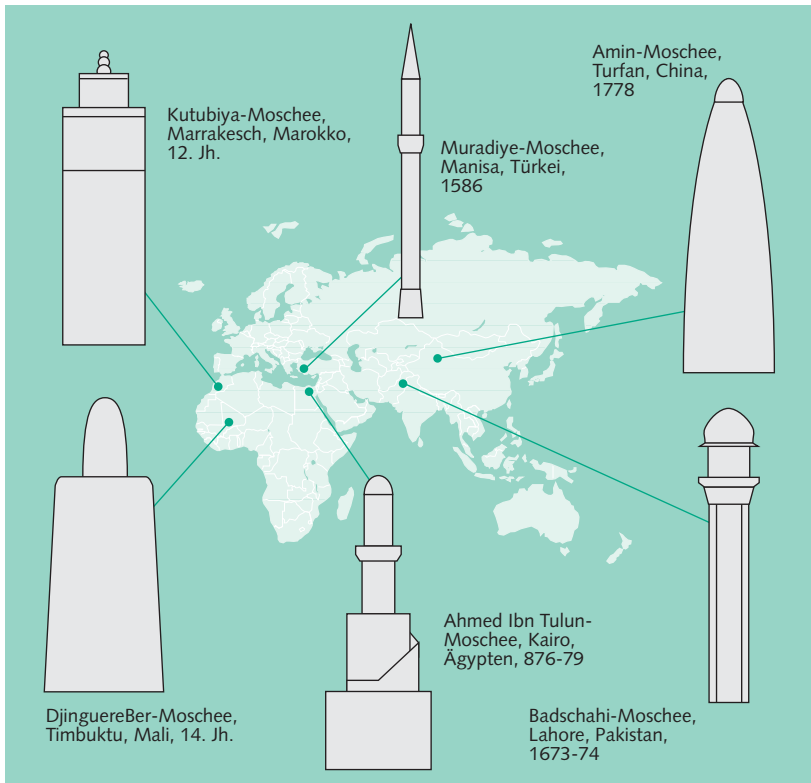 Kutubiya-Moschee,
Marrakesch, Marokko,
12. Jh.
Muradiye-Moschee,
Manisa, Türkei,
1586
Amin-Moschee,
Turfan, China,
1778
DjinguereBer-Moschee,
Timbuktu, Mali, 14. Jh.
Ahmed Ibn Tulun-
Moschee, Kairo,
Ägypten, 876-79
Badschahi-Moschee,
Lahore, Pakistan,
1673-74